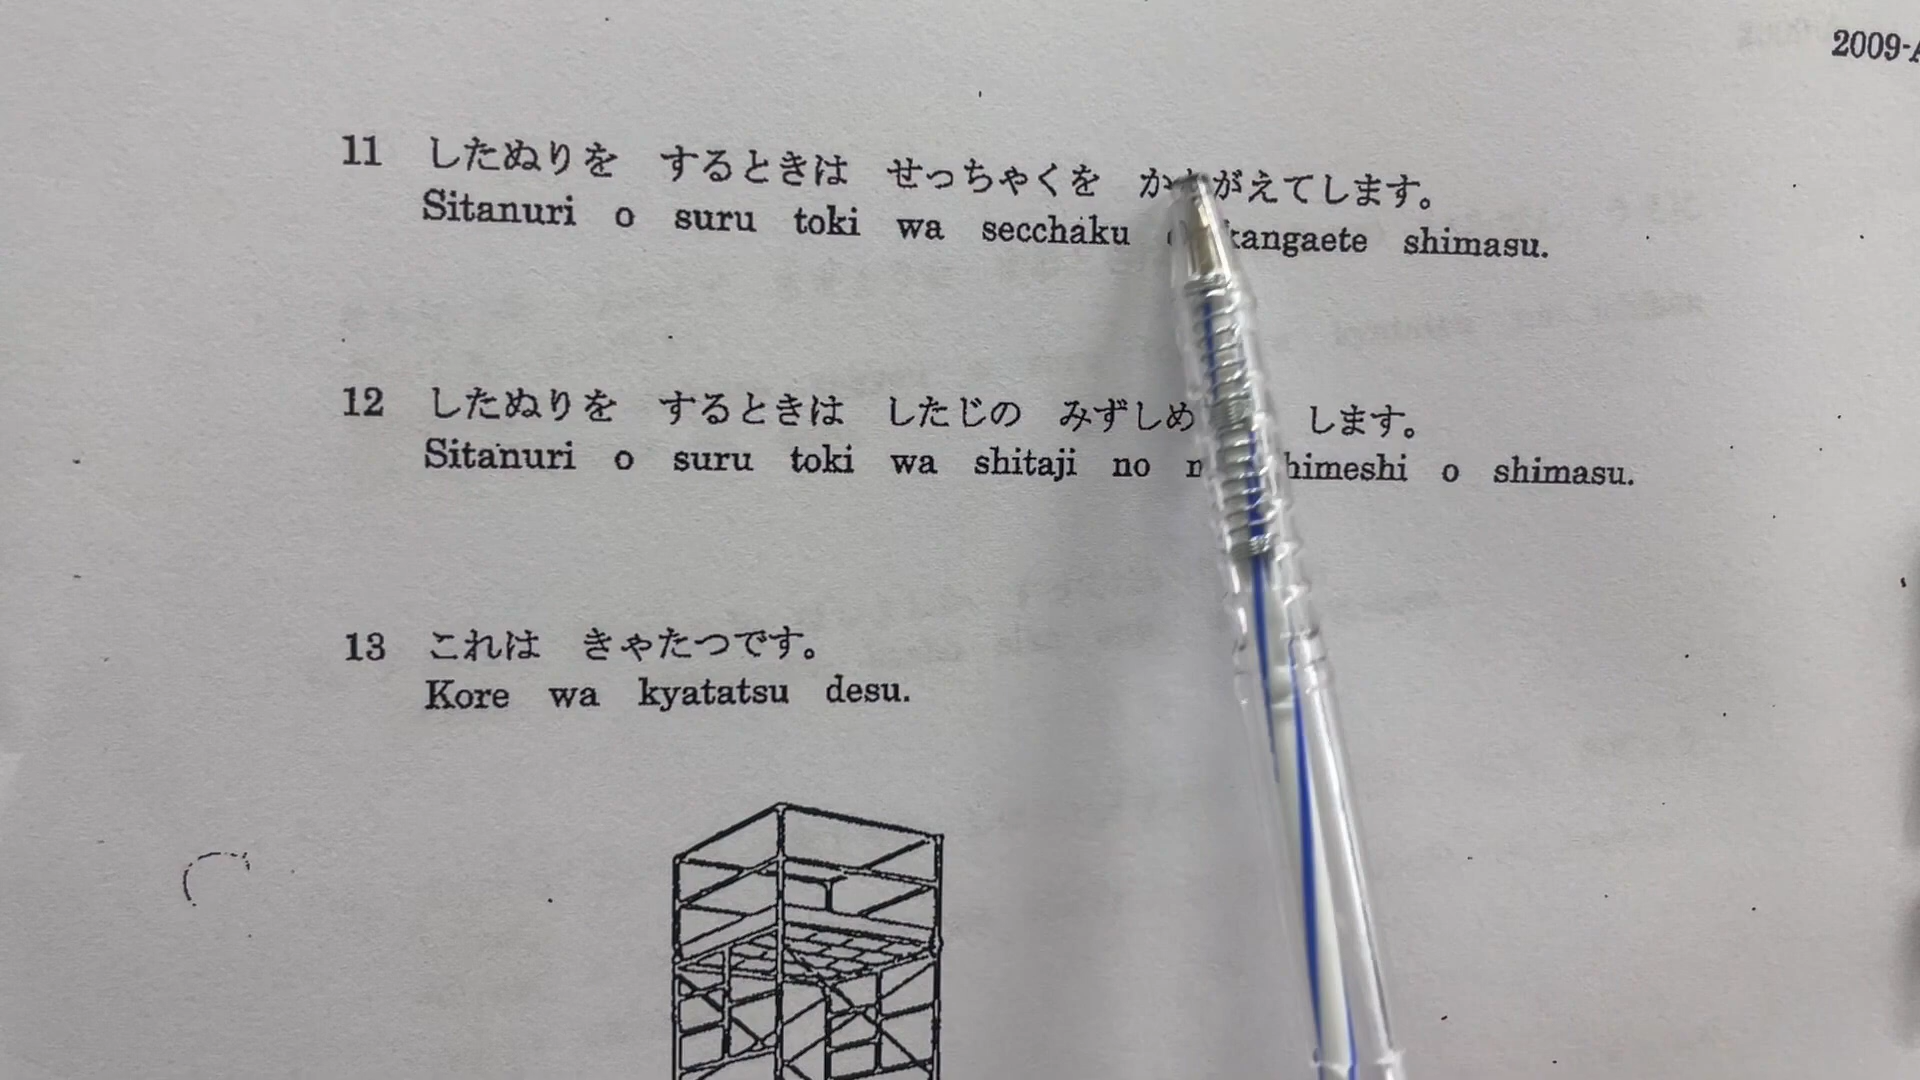 2009-A
11 したぬりを するときは せっちゃくを かんがえてします。
Sitanuri o suru toki wa secchaku kangaete shimasu.
12 したぬりを するときは したじの みずしめ します。
Sitanuri o suru toki wa shitaji no himeshi o shimasu.
13 これは きゃたつです。
Kore wa kyatatsu desu.